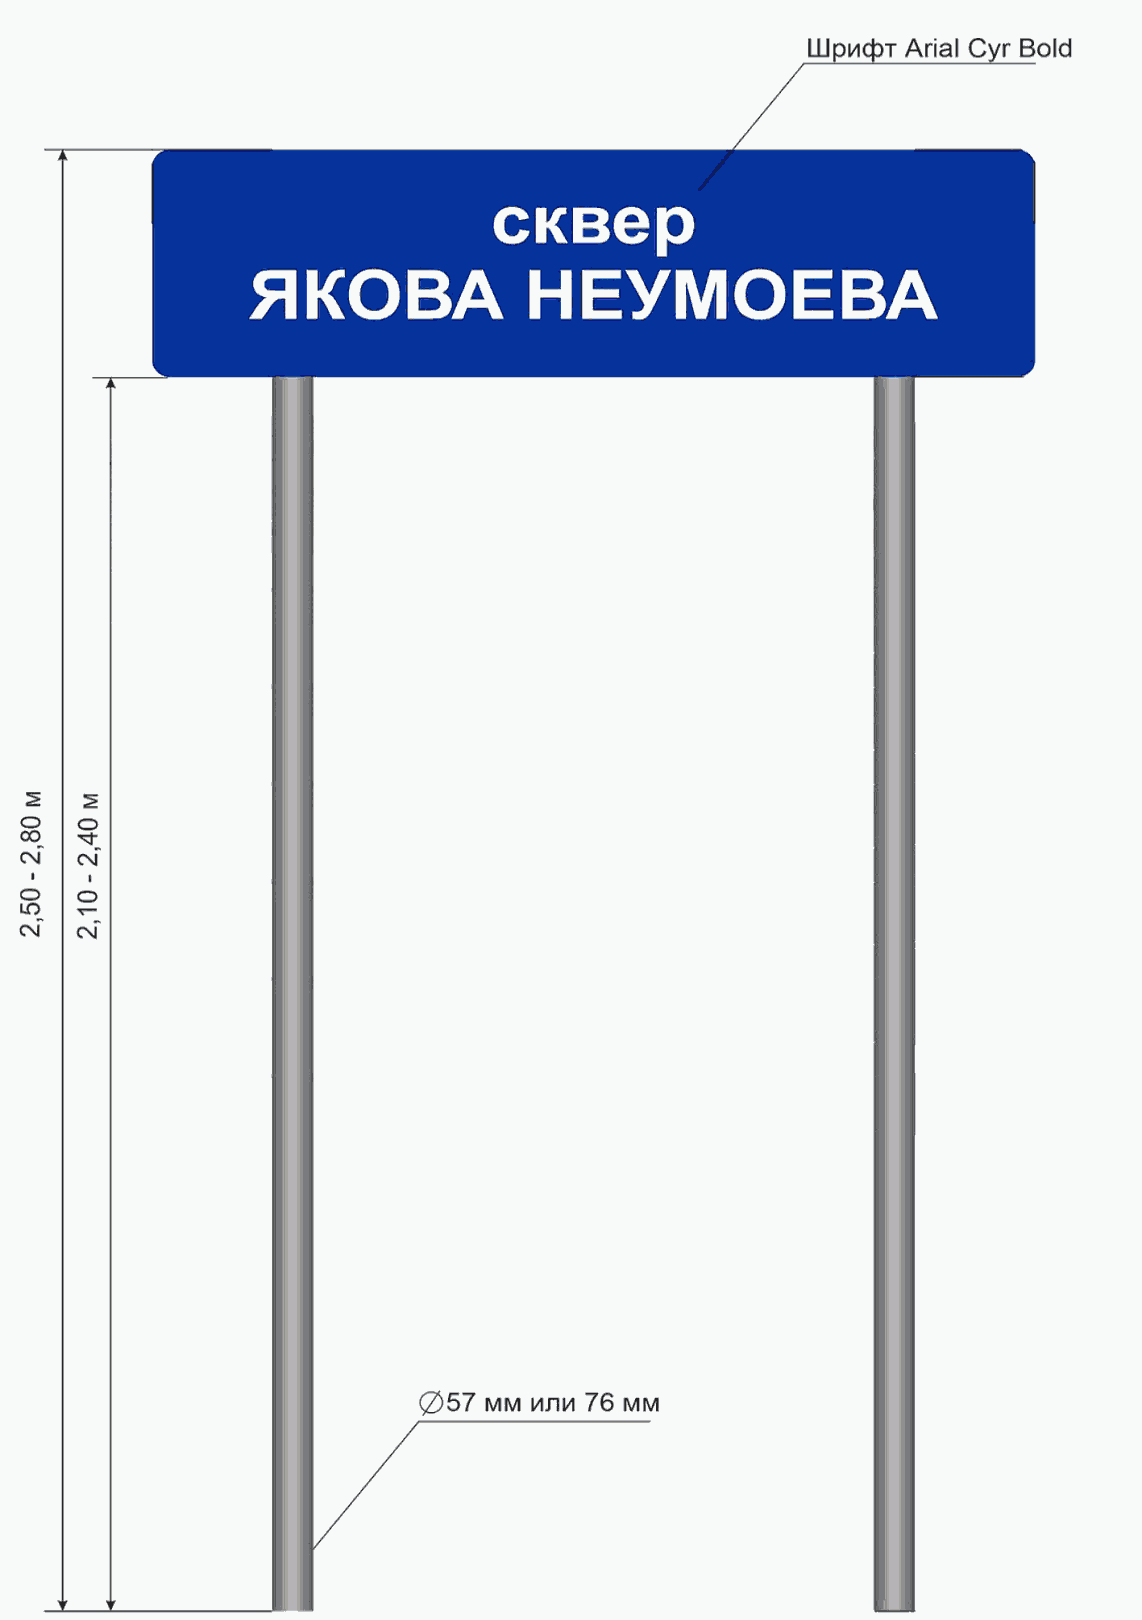 Шрифт Arial Cyr Bold
сквер
ЯКОВА НЕУМОЕВА
2,50 - 2,80 м
2,10 - 2,40 м
∅57 мм или 76 мм